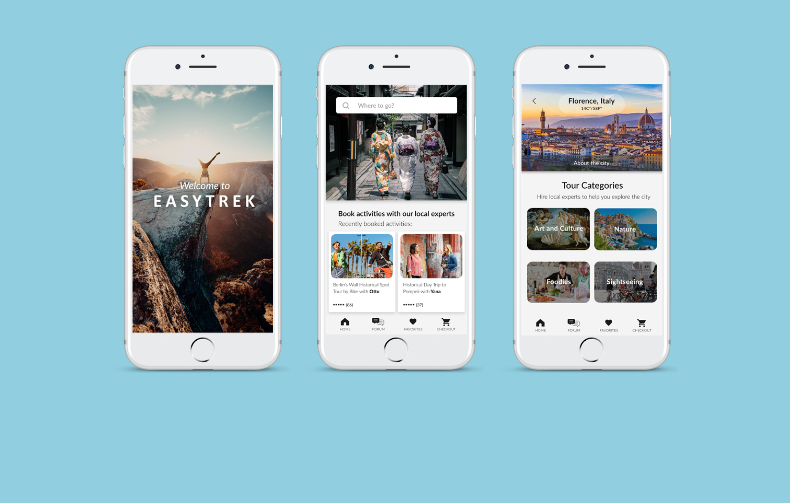 Welcome to
EASYTREK
Where to go?
Book activities with our local experts
Recently booked activities:
Berlin's Wall Historical Spot
Tour by Bike with Otto
(66)
Historical Day Trip to
Pompeii with Yana
(37)
HOME
FORUM
FAVORITES
CHECKOUT
Florence, Italy
14C°/SEPT
About the city
Tour Categories
Hire local experts to help you explore the city
Art and Culture
Nature
Foodies
Sightseeing
HOME
FORUM
FAVORITES
CHECKOUT